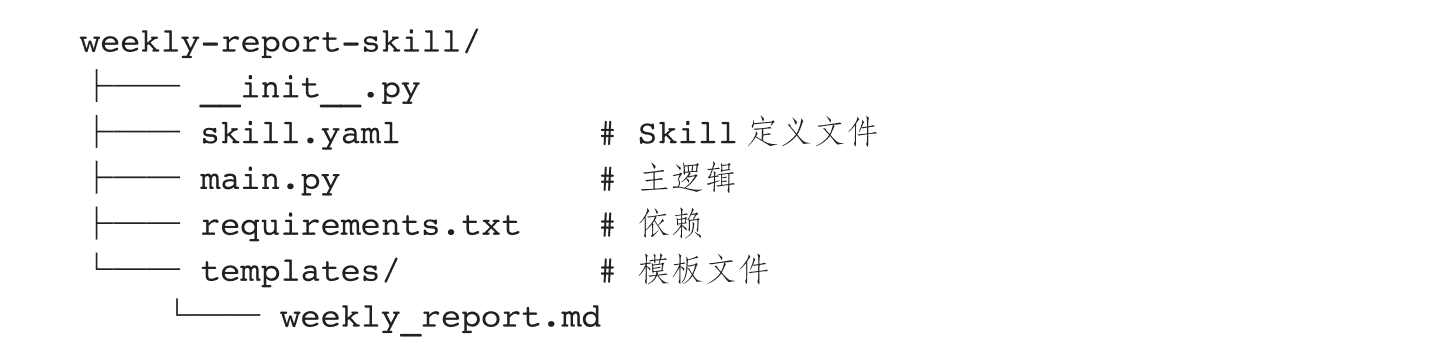 weekly-report-skill/
├── __init__.py
├── skill.yaml # Skill 定义文件
├── main.py # 主逻辑
├── requirements.txt # 依赖
└── templates/ # 模板文件
└── weekly_report.md